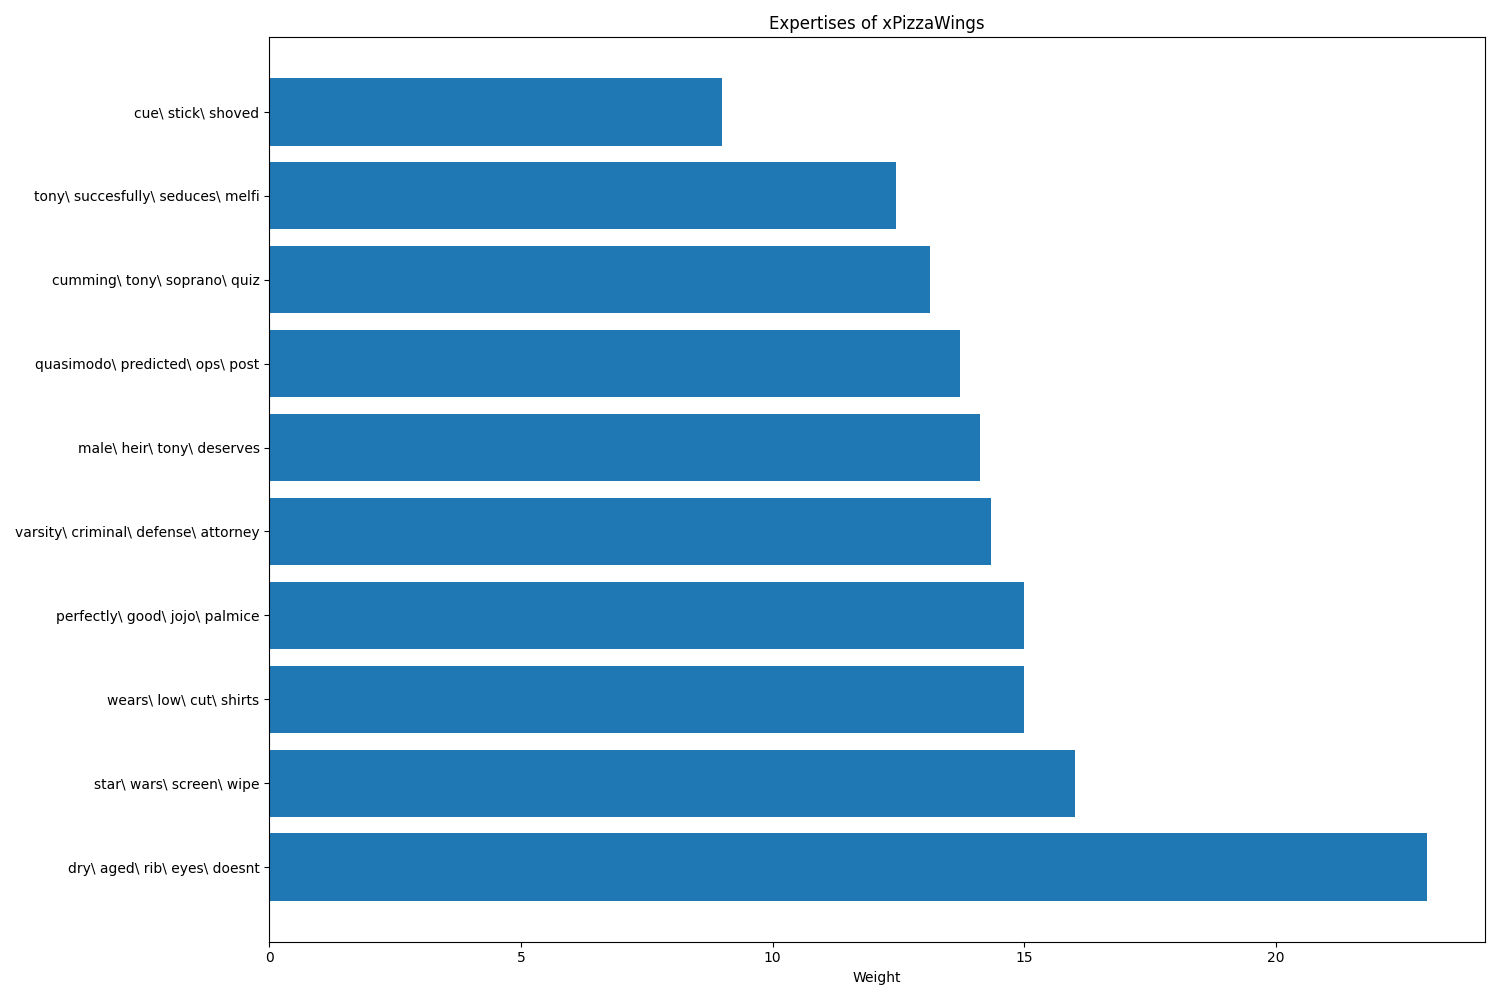 Expertises of xPizzaWings
cue\ stick\ shoved
tony\ succesfully\ seduces\ melfi
cumming\ tony\ soprano\ quiz
quasimodo\ predicted\ ops\ post
male\ heir\ tony\ deserves
varsity\ criminal\ defense\ attorney
perfectly\ good\ jojo\ palmice
wears\ low\ cut\ shirts
star\ wars\ screen\ wipe
dry\ aged\ rib\ eyes\ doesnt
0 5 10 15 20
Weight